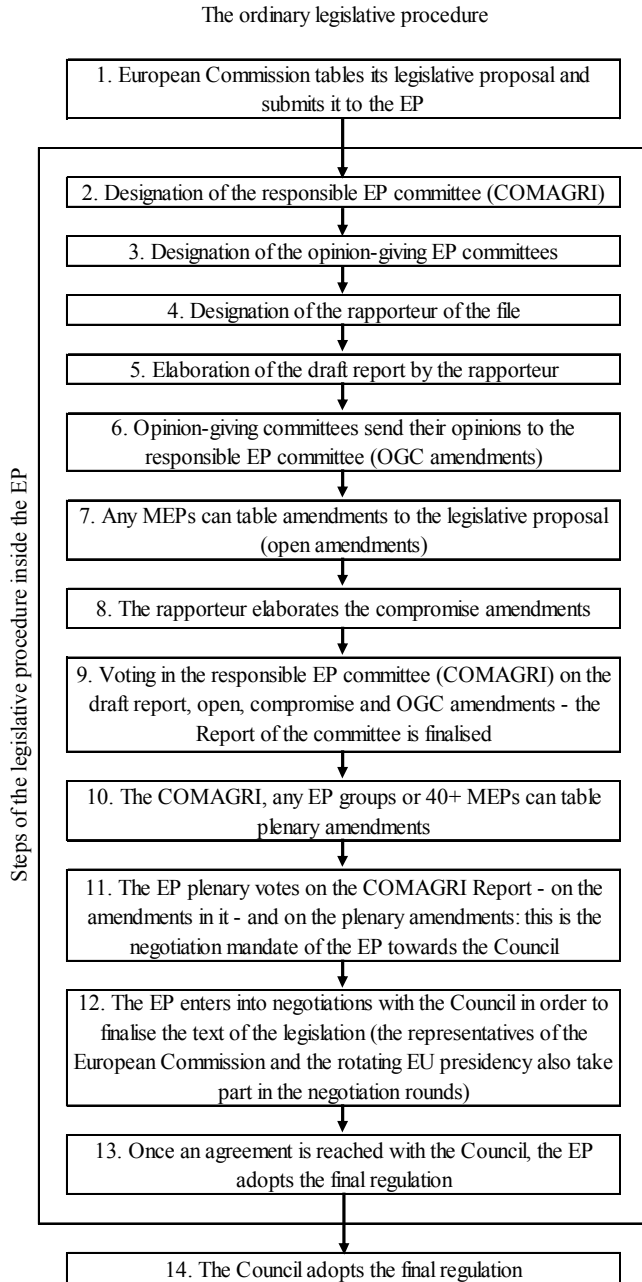 The ordinary legislative procedure
1. European Commission tables its legislative proposal and
submits it to the EP
Steps of the legislative procedure inside the EP
2. Designation of the responsible EP committee (COMAGRI)
3. Designation of the opinion-giving EP committees
4. Designation of the rapporteur of the file
5. Elaboration of the draft report by the rapporteur
6. Opinion-giving committees send their opinions to the
responsible EP committee (OGC amendments)
7. Any MEPs can table amendments to the legislative proposal
(open amendments)
8. The rapporteur elaborates the compromise amendments
9. Voting in the responsible EP committee (COMAGRI) on the
draft report, open, compromise and OGC amendments - the
Report of the committee is finalised
10. The COMAGRI, any EP groups or 40+ MEPs can table
plenary amendments
11. The EP plenary votes on the COMAGRI Report - on the
amendments in it - and on the plenary amendments: this is the
negotiation mandate of the EP towards the Council
12. The EP enters into negotiations with the Council in order to
finalise the text of the legislation (the representatives of the
European Commission and the rotating EU presidency also take
part in the negotiation rounds)
13. Once an agreement is reached with the Council, the EP
adopts the final regulation
14. The Council adopts the final regulation